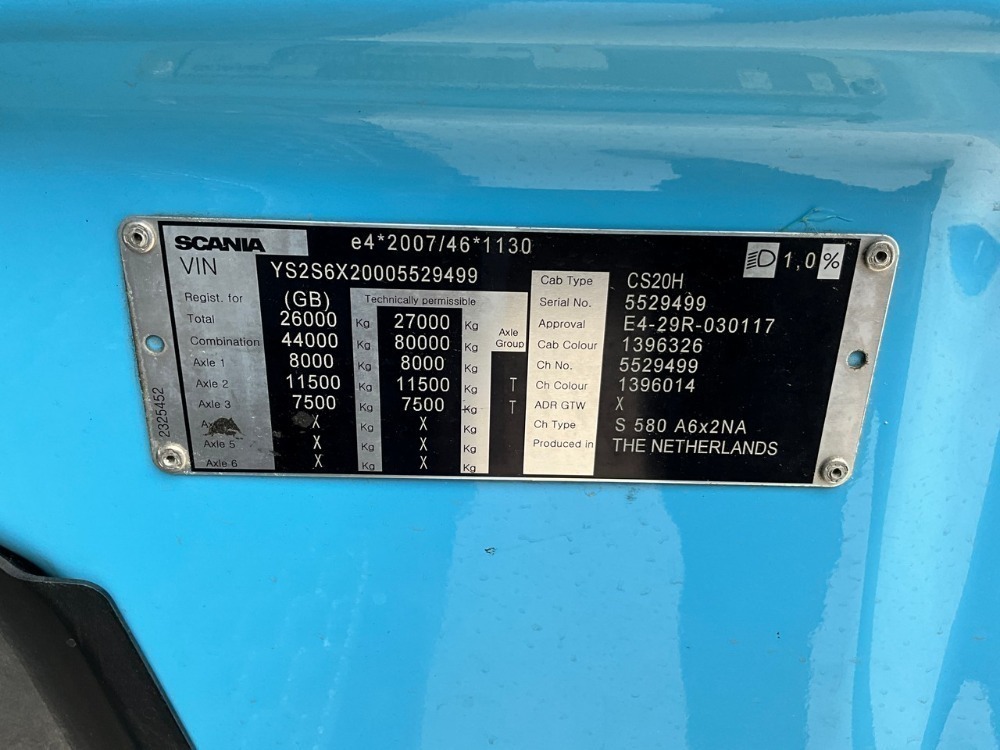 SCANIA e4*2007/46*1130 1,0 %
VIN YS2S6X20005529499
Regist. for (GB) Technically permissible
Total 26000 Kg 27000 Kg Axle Group
Combination 44000 Kg 80000 Kg
Axle 1 8000 Kg 8000 Kg
Axle 2 11500 Kg 11500 Kg T
Axle 3 7500 Kg 7500 Kg T
X Kg X Kg
Axle 5 X Kg X Kg
Axle 6 X Kg X Kg
2325452
Cab Type CS20H
Serial No. 5529499
Approval E4-29R-030117
Cab Colour 1396326
Ch No. 5529499
Ch Colour 1396014
ADR GTW X
Ch Type S 580 A6x2NA
Produced in THE NETHERLANDS